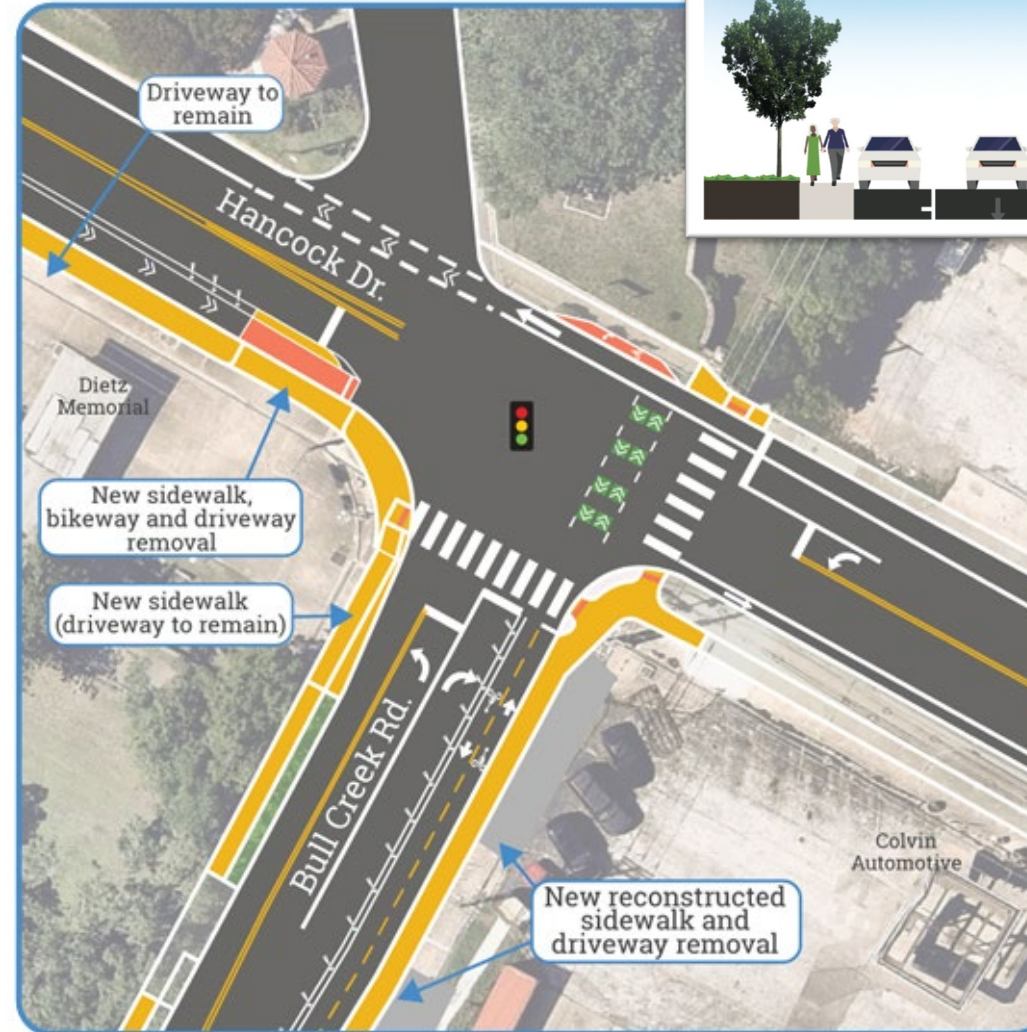 Driveway to
remain
Hancock Dr.
Dietz
Memorial
New sidewalk,
bikeway and driveway
removal
New sidewalk
(driveway to remain)
Bull Creek Rd.
Colvin
Automotive
New reconstructed
sidewalk and
driveway removal